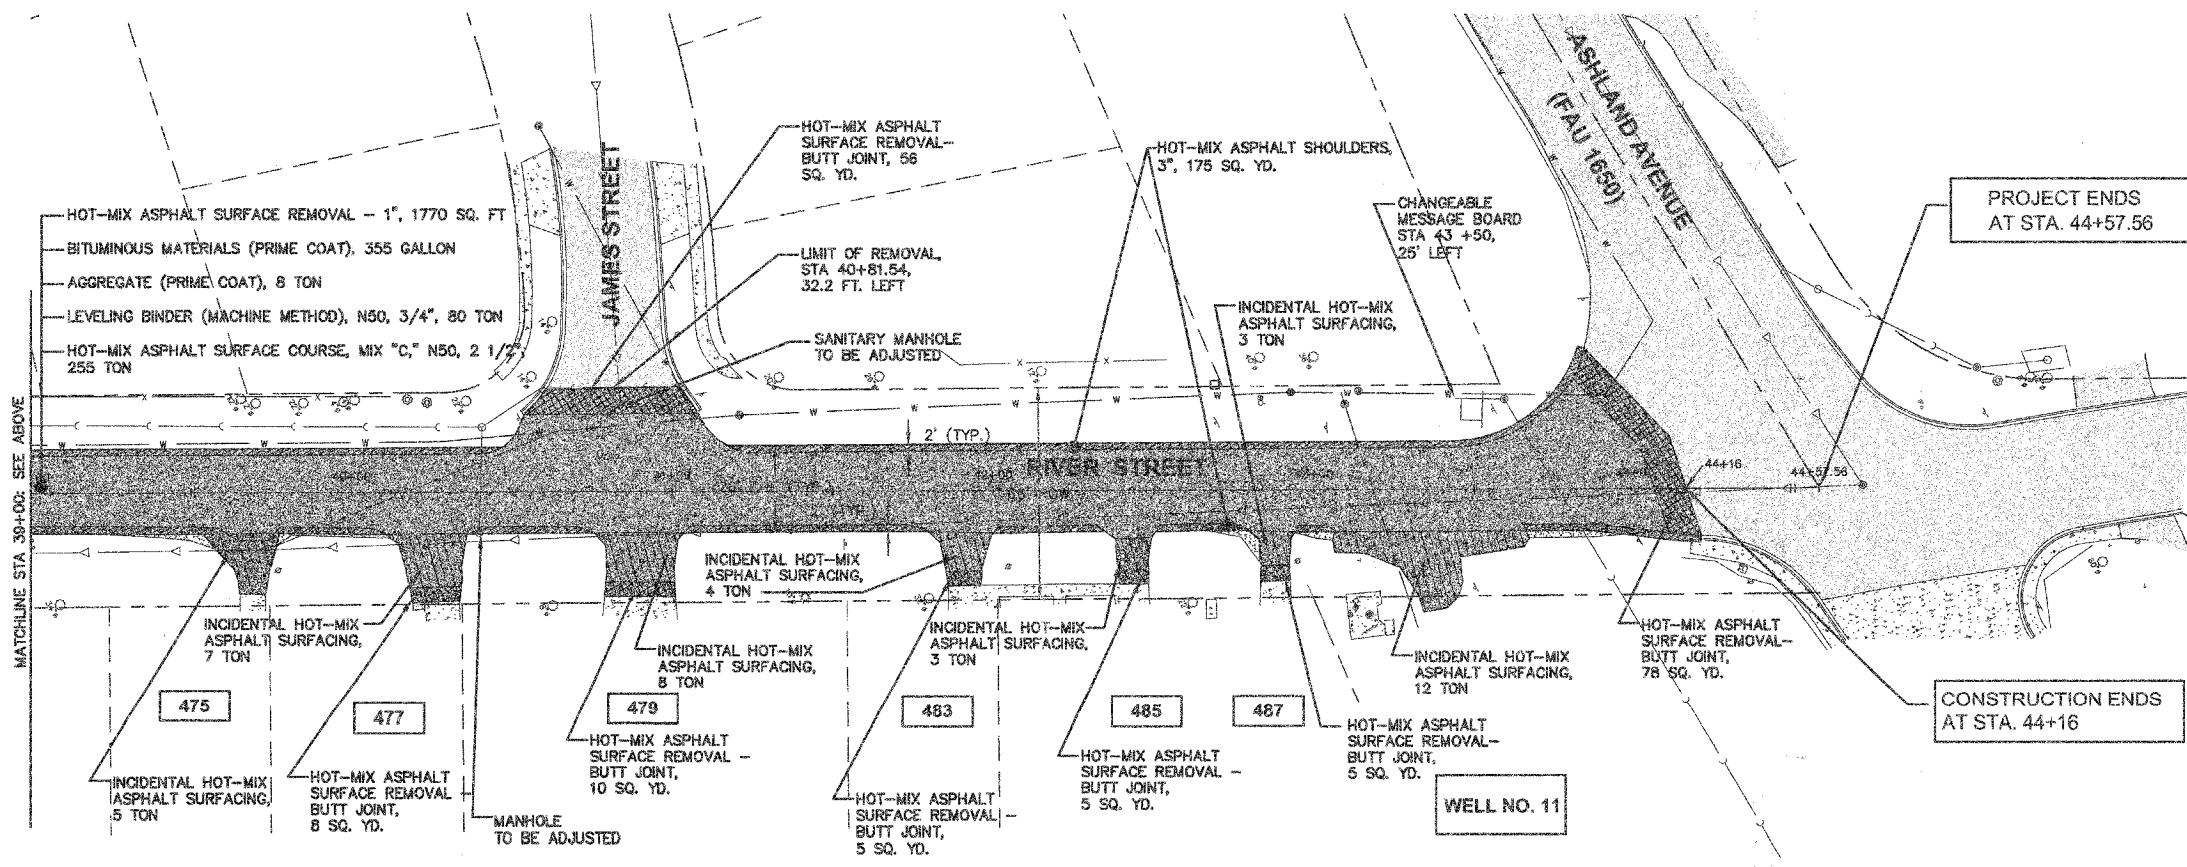 HOT-MIX ASPHALT SURFACE REMOVAL - 1", 1770 SQ. FT
BITUMINOUS MATERIALS (PRIME COAT), 355 GALLON
AGGREGATE (PRIME COAT), 8 TON
LEVELING BINDER (MACHINE METHOD), N50, 3/4", 80 TON
HOT-MIX ASPHALT SURFACE COURSE, MIX "C," N50, 2 1/2"
255 TON
MATCHLINE STA 39+00: SEE ABOVE
JAMES STREET
HOT-MIX ASPHALT
SURFACE REMOVAL-
BUTT JOINT, 56
SQ. YD.
LIMIT OF REMOVAL,
STA 40+81.54,
32.2 FT. LEFT
SANITARY MANHOLE
TO BE ADJUSTED
HOT-MIX ASPHALT SHOULDERS,
3", 175 SQ. YD.
INCIDENTAL HOT-MIX
ASPHALT SURFACING,
3 TON
CHANGEABLE
MESSAGE BOARD
STA 43 +50,
25' LEFT
ASHLAND AVENUE
(FAU 1650)
PROJECT ENDS
AT STA. 44+57.56
2' (TYP.)
RIVER STREET
44+16
44+57.56
INCIDENTAL HOT-MIX
ASPHALT SURFACING,
7 TON
INCIDENTAL HOT-MIX
ASPHALT SURFACING,
4 TON
INCIDENTAL HOT-MIX
ASPHALT SURFACING,
8 TON
INCIDENTAL HOT-MIX
ASPHALT SURFACING,
3 TON
INCIDENTAL HOT-MIX
ASPHALT SURFACING,
12 TON
HOT-MIX ASPHALT
SURFACE REMOVAL-
BUTT JOINT,
78 SQ. YD.
CONSTRUCTION ENDS
AT STA. 44+16
475
477
479
483
485
487
INCIDENTAL HOT-MIX
ASPHALT SURFACING,
5 TON
HOT-MIX ASPHALT
SURFACE REMOVAL -
BUTT JOINT,
8 SQ. YD.
MANHOLE
TO BE ADJUSTED
HOT-MIX ASPHALT
SURFACE REMOVAL -
BUTT JOINT,
10 SQ. YD.
HOT-MIX ASPHALT
SURFACE REMOVAL -
BUTT JOINT,
5 SQ. YD.
HOT-MIX ASPHALT
SURFACE REMOVAL -
BUTT JOINT,
5 SQ. YD.
HOT-MIX ASPHALT
SURFACE REMOVAL-
BUTT JOINT,
5 SQ. YD.
WELL NO. 11